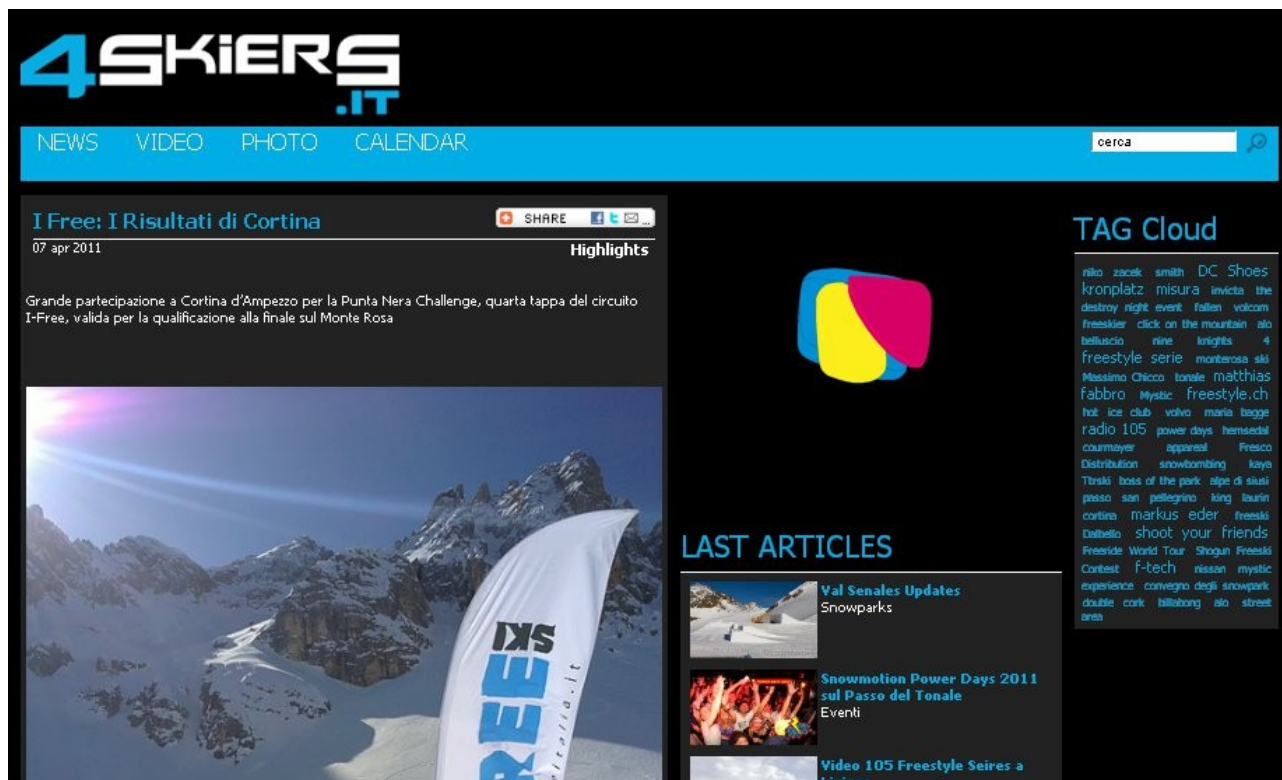 4SKiERS
.IT
NEWS VIDEO PHOTO CALENDAR
cerca
I Free: I Risultati di Cortina
SHARE
07 apr 2011
Highlights
Grande partecipazione a Cortina d'Ampezzo per la Punta Nera Challenge, quarta tappa del circuito
I-Free, valida per la qualificazione alla finale sul Monte Rosa
SKI
REE
LAST ARTICLES
Val Senales Updates
Snowparks
Snowmotion Power Days 2011
sul Passo del Tonale
Eventi
Video 105 Freestyle Seires a
TAG Cloud
niko zacek smith DC Shoes
kronplatz misura invicta the
destroy night event fallen volcom
freeskier click on the mountain alo
belluscio nine knights 4
freestyle serie monterosa ski
Massimo Chicco tonale matthias
fabbro Mystic freestyle.ch
hot ice club volvo maria bagge
radio 105 power days hemsedal
courmayer appareal Fresco
Distribution snowbombing kaya
Ttrski boss of the park alpe di siusi
passo san pellegrino king laurin
cortina markus eder freeski
Dalbello shoot your friends
Freeride World Tour Shogun Freeski
Contest f-tech nissan mystic
experience convegno degli snowpark
double cork billabong alo street
area